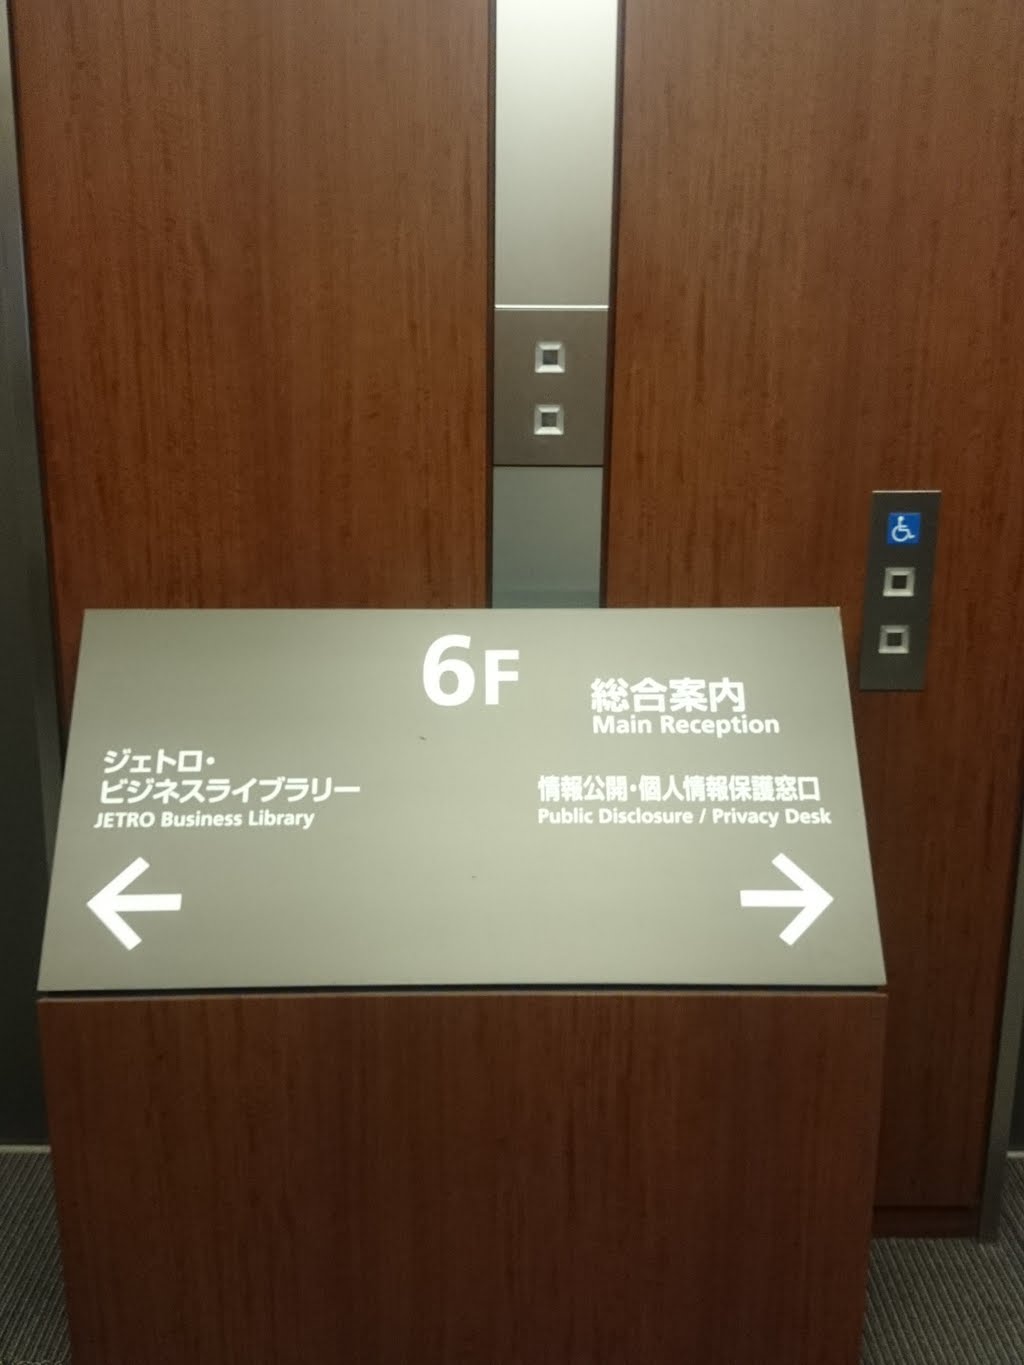 6F
ジェトロ・
ビジネスライブラリー
JETRO Business Library
総合案内
Main Reception
情報公開・個人情報保護窓口
Public Disclosure / Privacy Desk